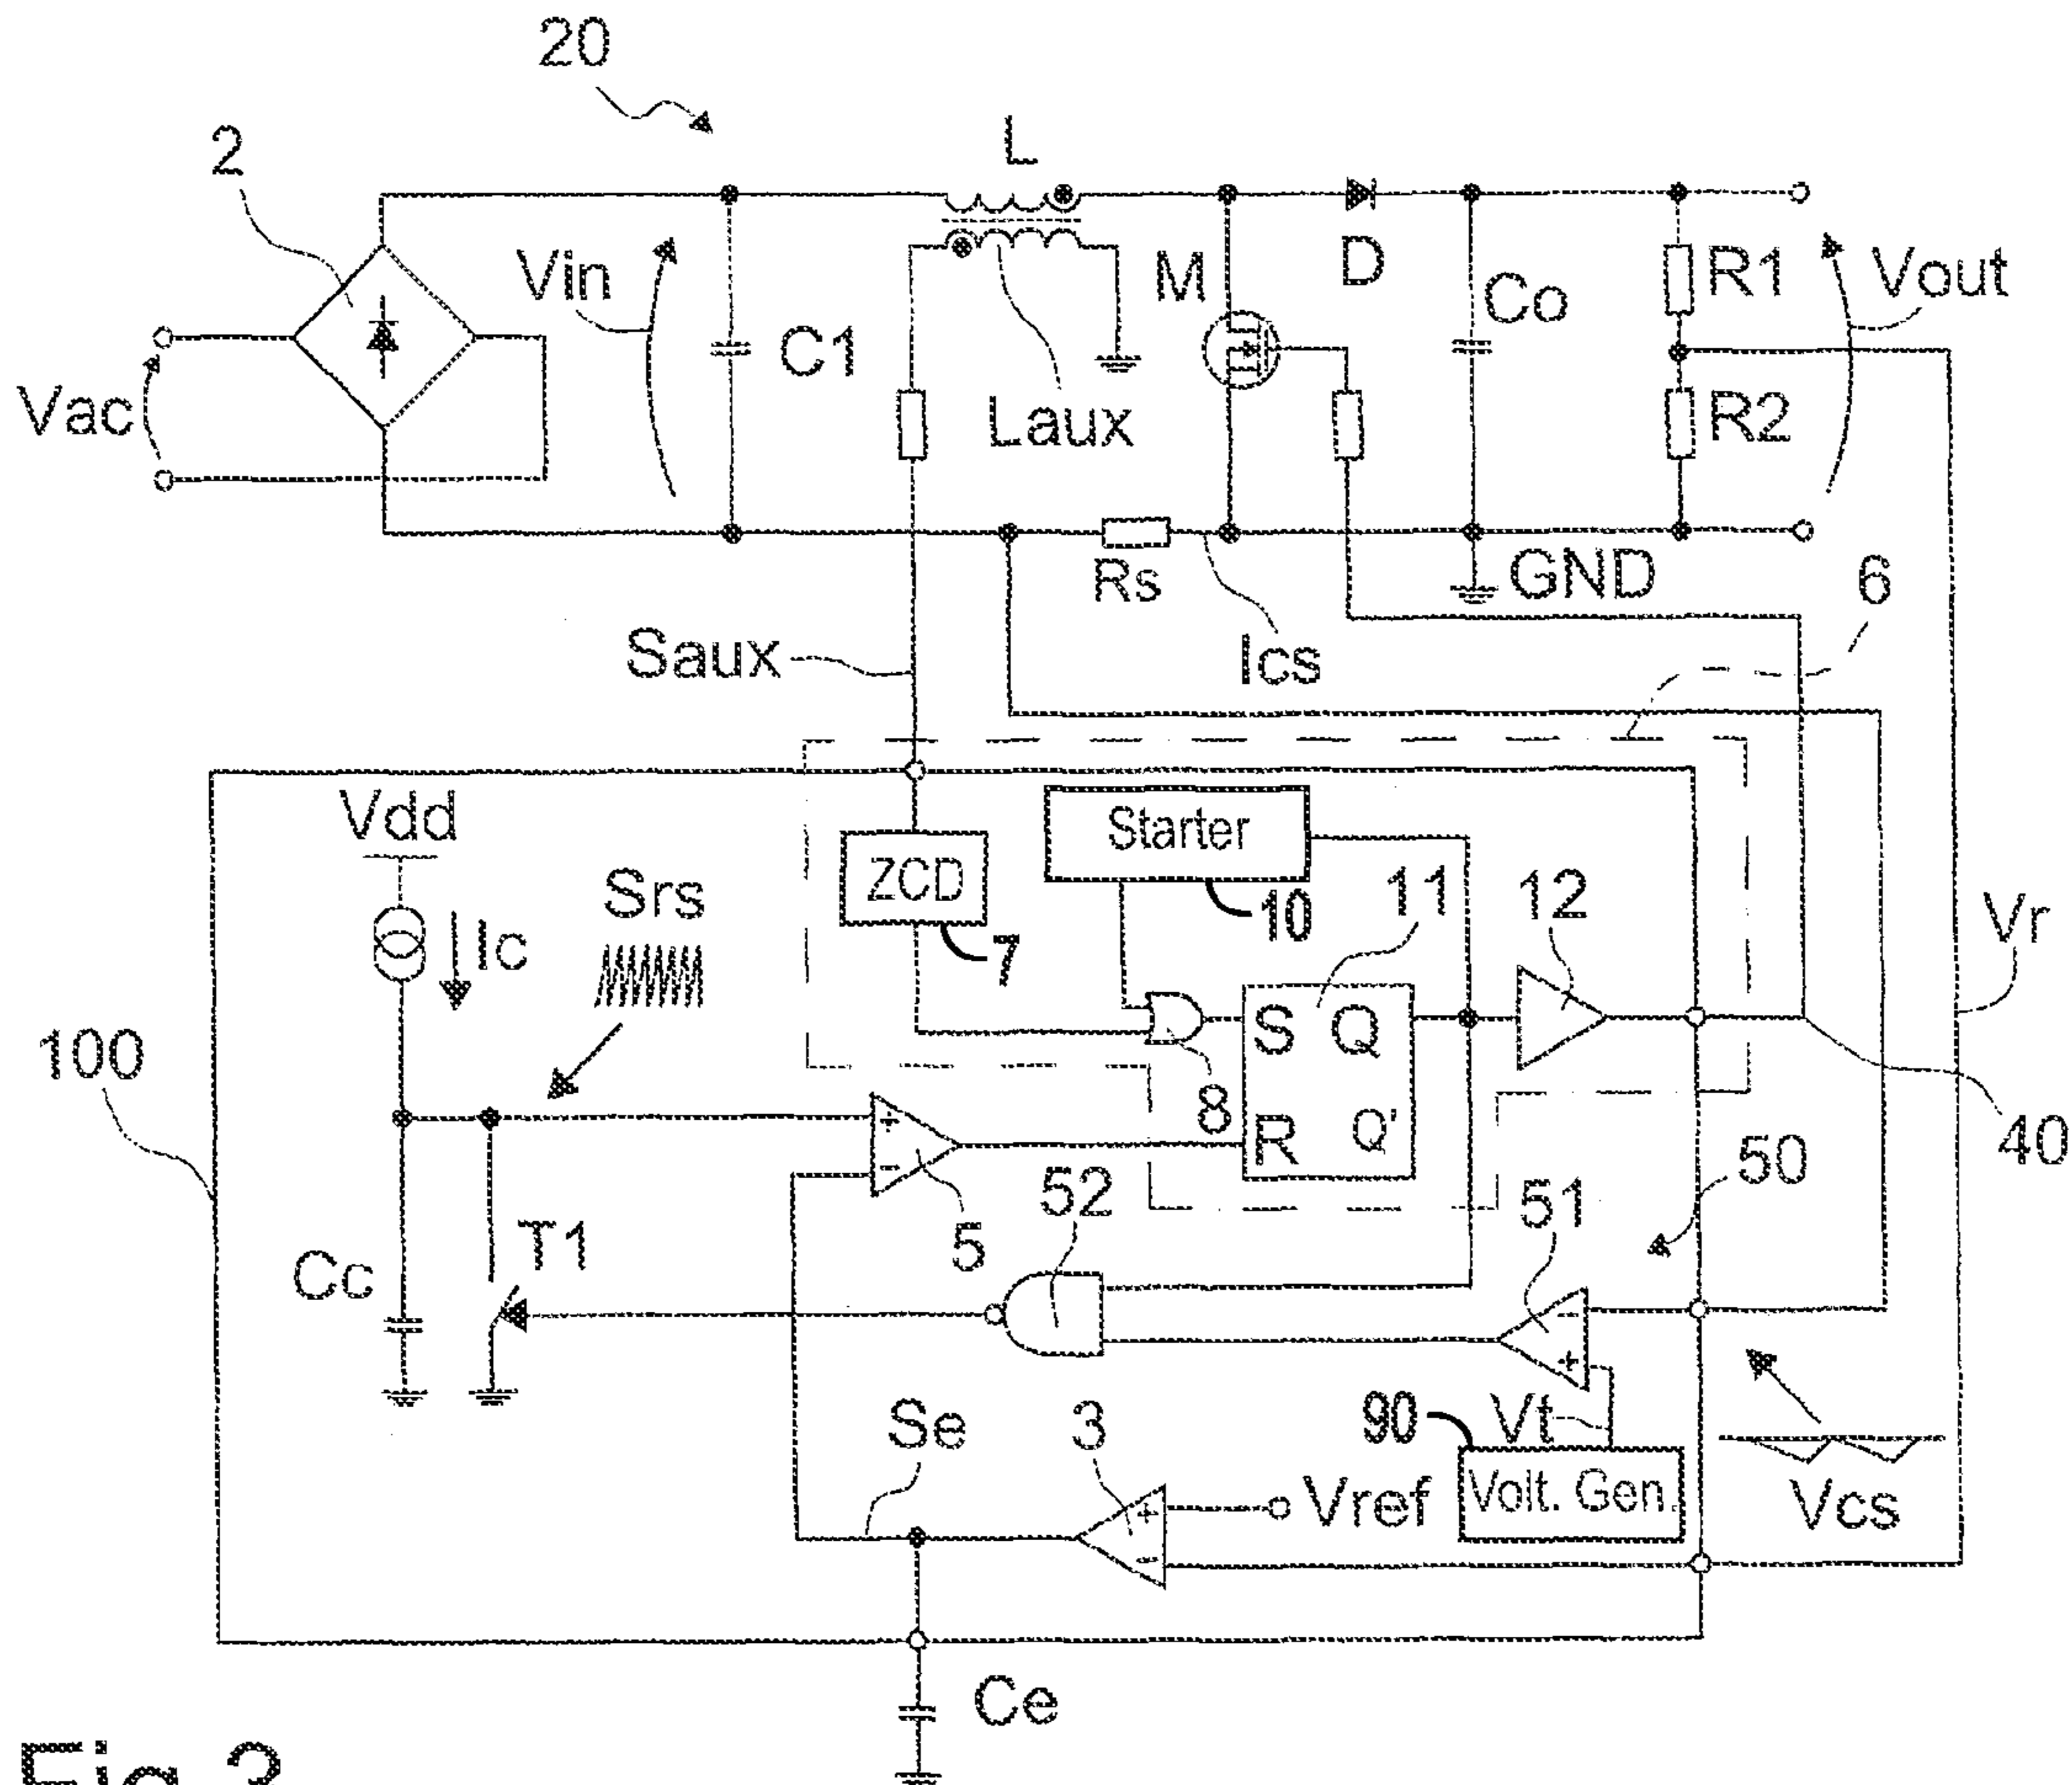 20
2
L
Vin
C1
M
D
Co
R1
Vout
Vac
Laux
R2
Rs
GND
6
Saux
Ics
Vdd
Starter
ZCD
Srs
Ic
7
10
11
12
Vr
100
S Q
8
R Q'
40
50
52
51
5
T1
Cc
Se
3
90
Vt
Vref
Volt. Gen.
Vcs
Ce
+
-
-
+
+
-